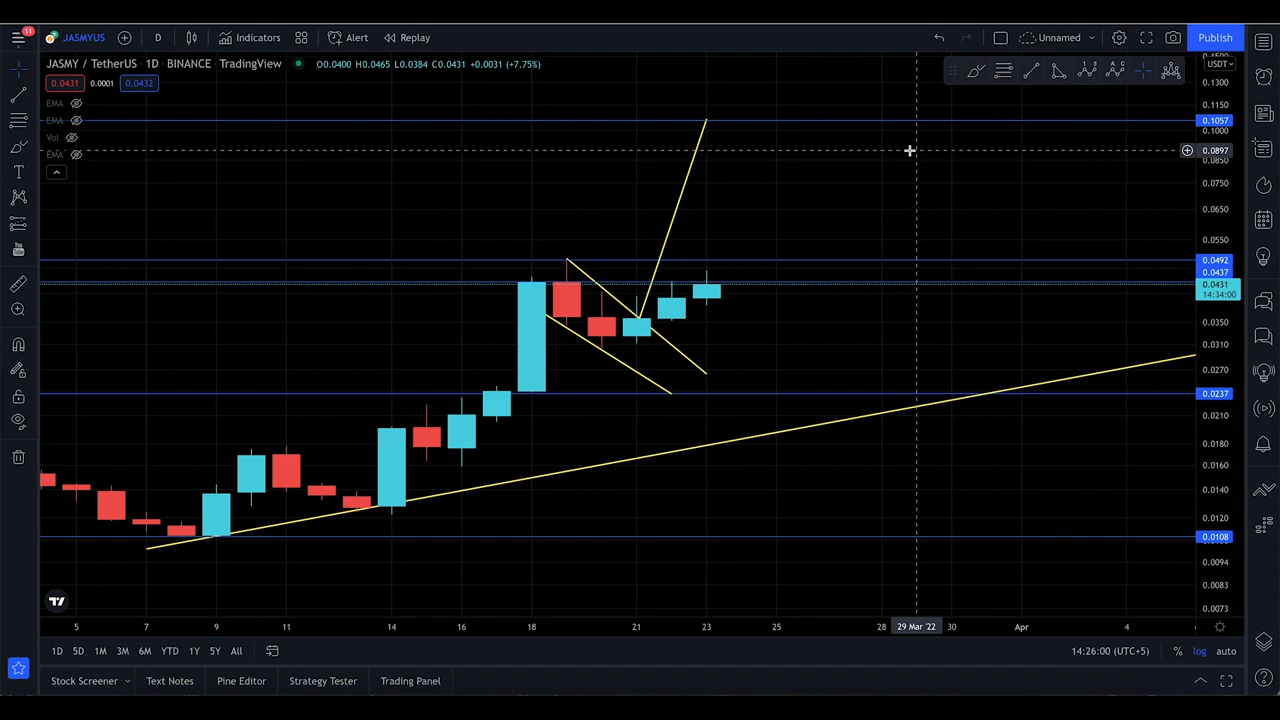 11
JASMYUS
D
Indicators
Alert
Replay
Unnamed
Publish
JASMY / TetherUS · 1D · BINANCE · TradingView
O0.0400 H0.0465 L0.0384 C0.0431 +0.0031 (+7.75%)
USDT
0.0431 0.0001 0.0432
EMA
EMA
Vol
EMA
0.1300
0.1150
0.1057
0.1000
0.0897
0.0850
0.0750
0.0650
0.0550
0.0492
0.0437
0.0431
14:34:00
0.0350
0.0310
0.0270
0.0237
0.0210
0.0180
0.0160
0.0140
0.0120
0.0108
0.0094
0.0083
0.0073
5 7 9 11 14 16 18 21 23 25 28 29 Mar '22 30 Apr 4
1D 5D 1M 3M 6M YTD 1Y 5Y All
14:26:00 (UTC+5) % log auto
Stock Screener Text Notes Pine Editor Strategy Tester Trading Panel